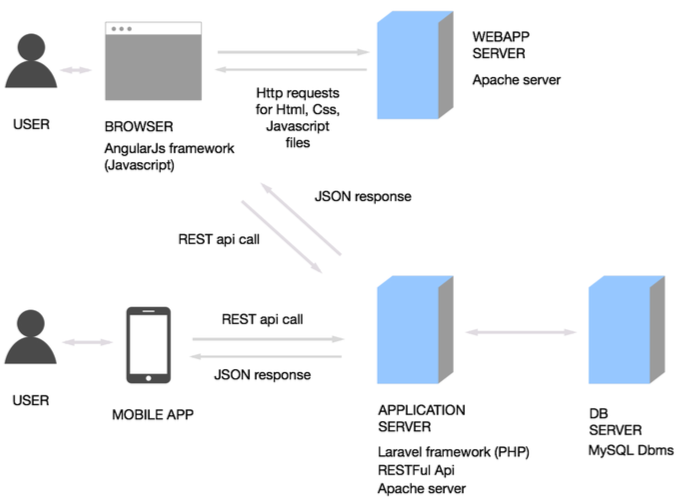 WEBAPP
SERVER
Apache server
USER
BROWSER
AngularJs framework
(Javascript)
Http requests
for Html, Css,
Javascript
files
JSON response
REST api call
REST api call
JSON response
USER
MOBILE APP
APPLICATION
SERVER
Laravel framework (PHP)
RESTFul Api
Apache server
DB
SERVER
MySQL Dbms